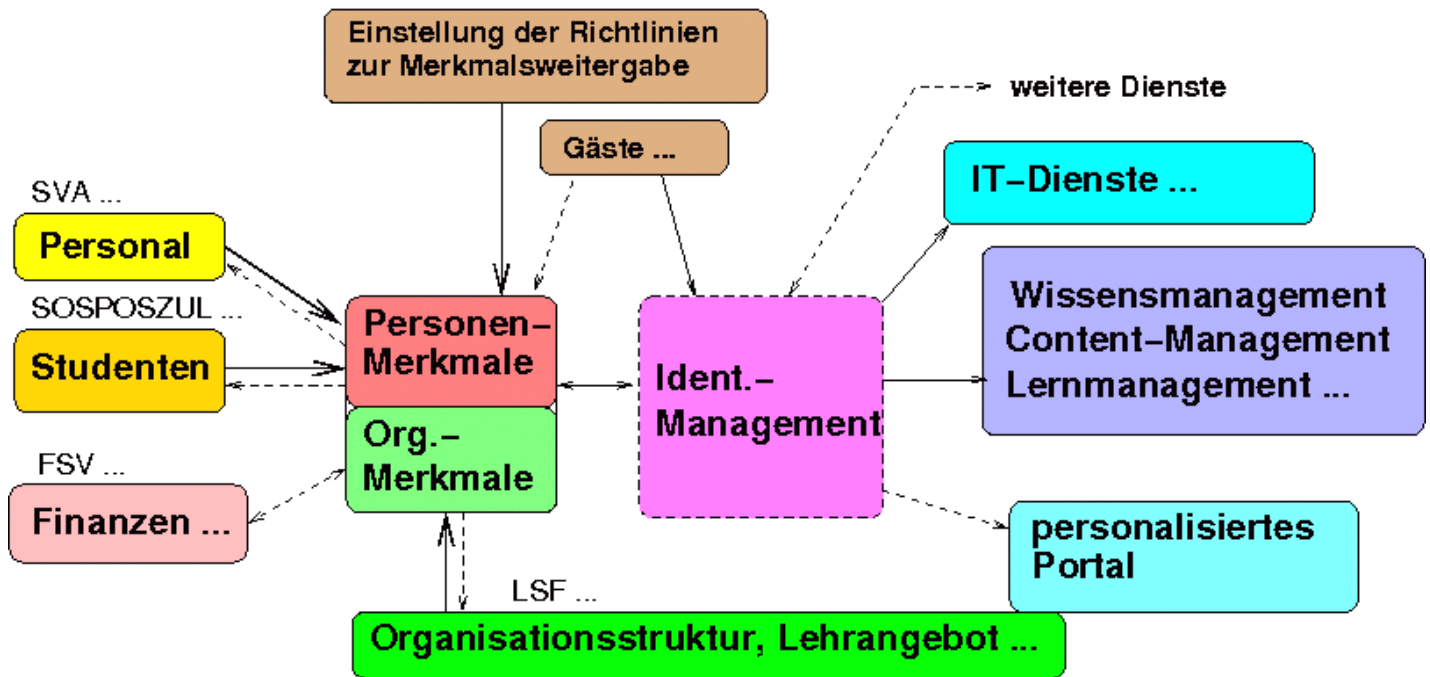 Einstellung der Richtlinien
zur Merkmalsweitergabe
weitere Dienste
Gäste ...
IT–Dienste ...
SVA ...
Personal
SOSPOSZUL ...
Studenten
Personen–
Merkmale
Ident.–
Management
Wissensmanagement
Content–Management
Lernmanagement ...
Org.–
Merkmale
FSV ...
Finanzen ...
personalisiertes
Portal
LSF ...
Organisationsstruktur, Lehrangebot ...